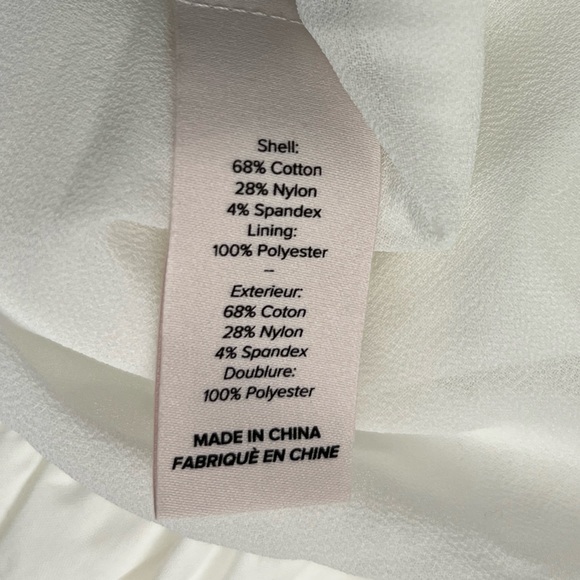 Shell:
68% Cotton
28% Nylon
4% Spandex
Lining:
100% Polyester
–
Exterieur:
68% Coton
28% Nylon
4% Spandex
Doublure:
100% Polyester
MADE IN CHINA
FABRIQUÈ EN CHINE